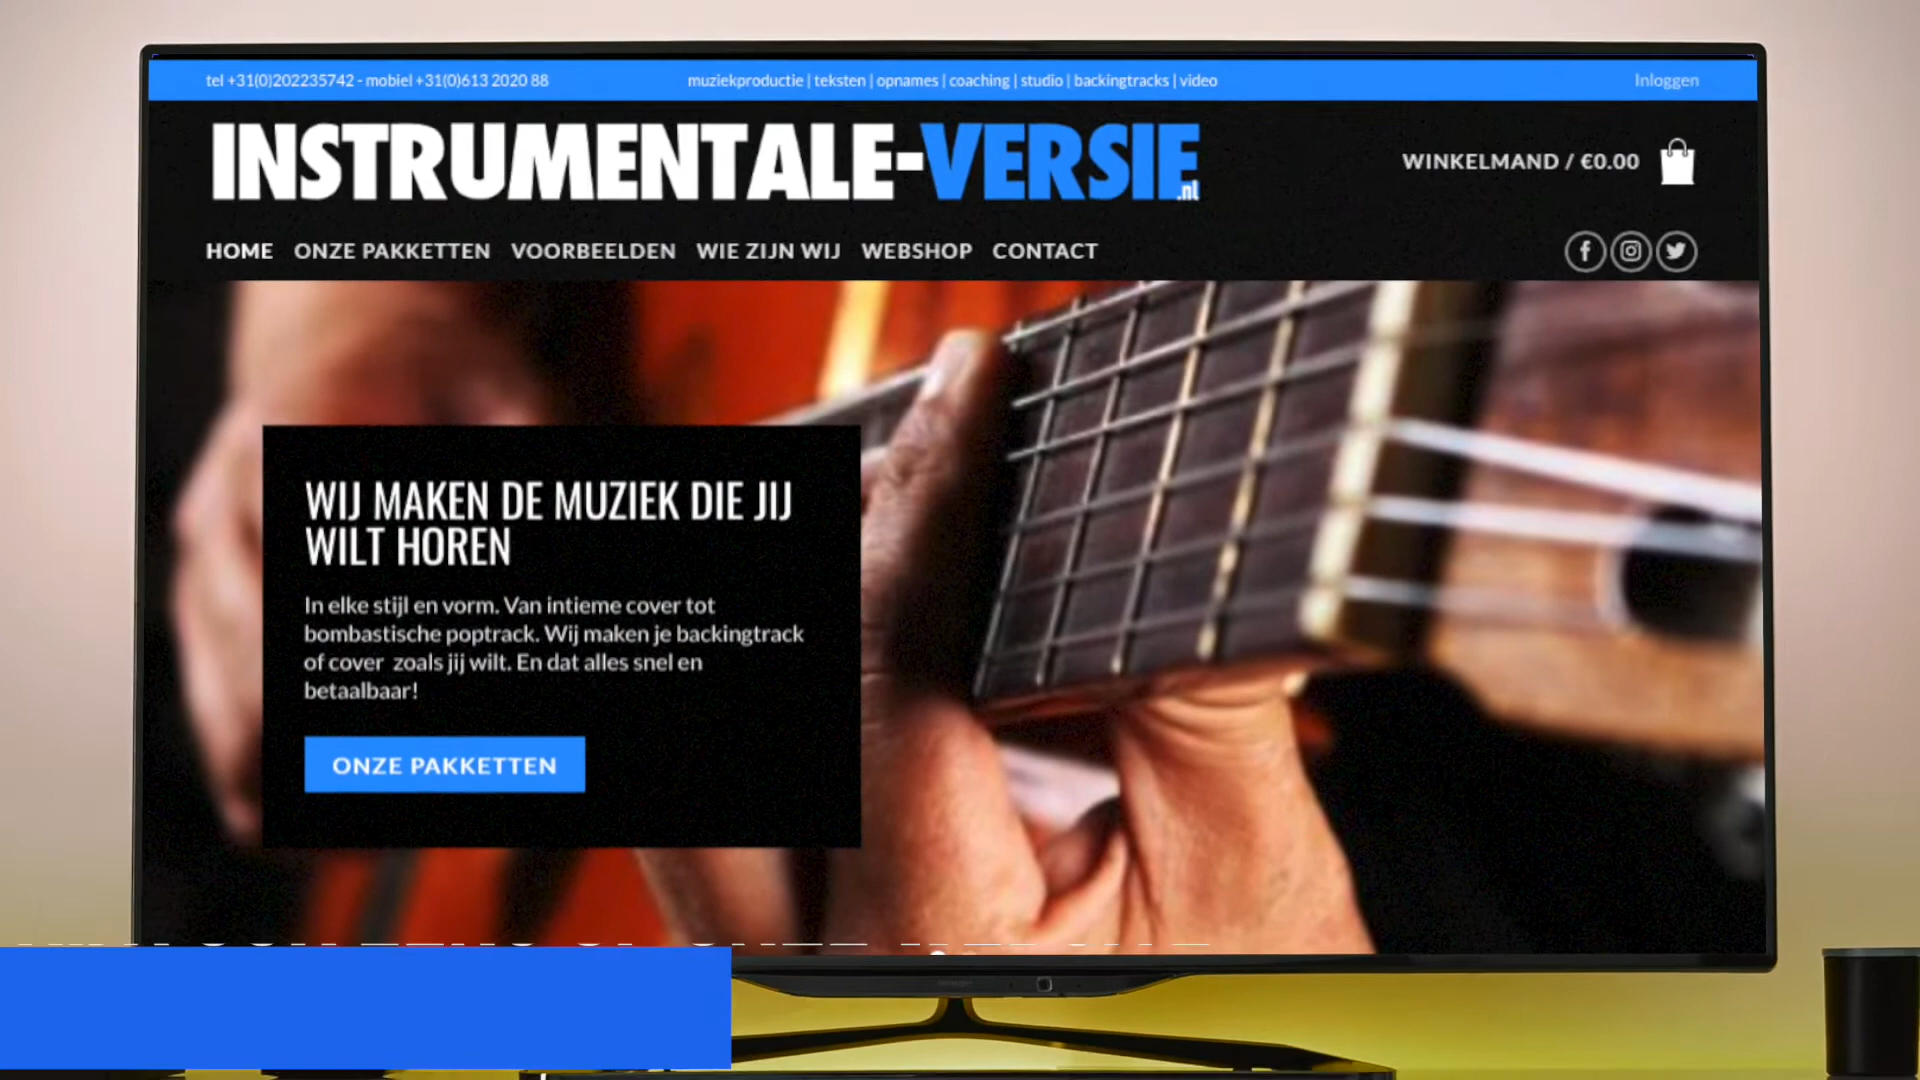 tel +31(0)202235742 - mobiel +31(0)613 2020 88
muziekproductie | teksten | opnames | coaching | studio | backingtracks | video
Inloggen
INSTRUMENTALE-VERSIE.nl
WINKELMAND / €0.00
HOME ONZE PAKKETTEN VOORBEELDEN WIE ZIJN WIJ WEBSHOP CONTACT
WIJ MAKEN DE MUZIEK DIE JIJ
WILT HOREN
In elke stijl en vorm. Van intieme cover tot
bombastische poptrack. Wij maken je backingtrack
of cover zoals jij wilt. En dat alles snel en
betaalbaar!
ONZE PAKKETTEN